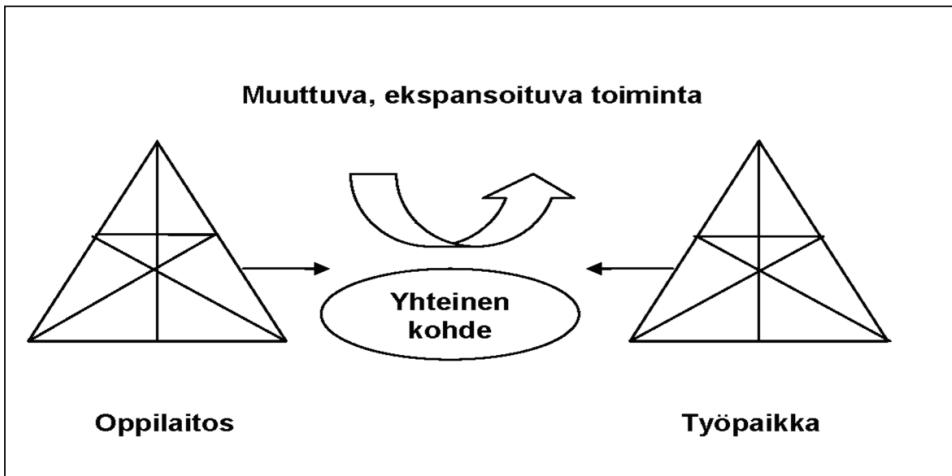 Muuttuva, ekspansoituva toiminta
Yhteinen
kohde
Oppilaitos
Työpaikka